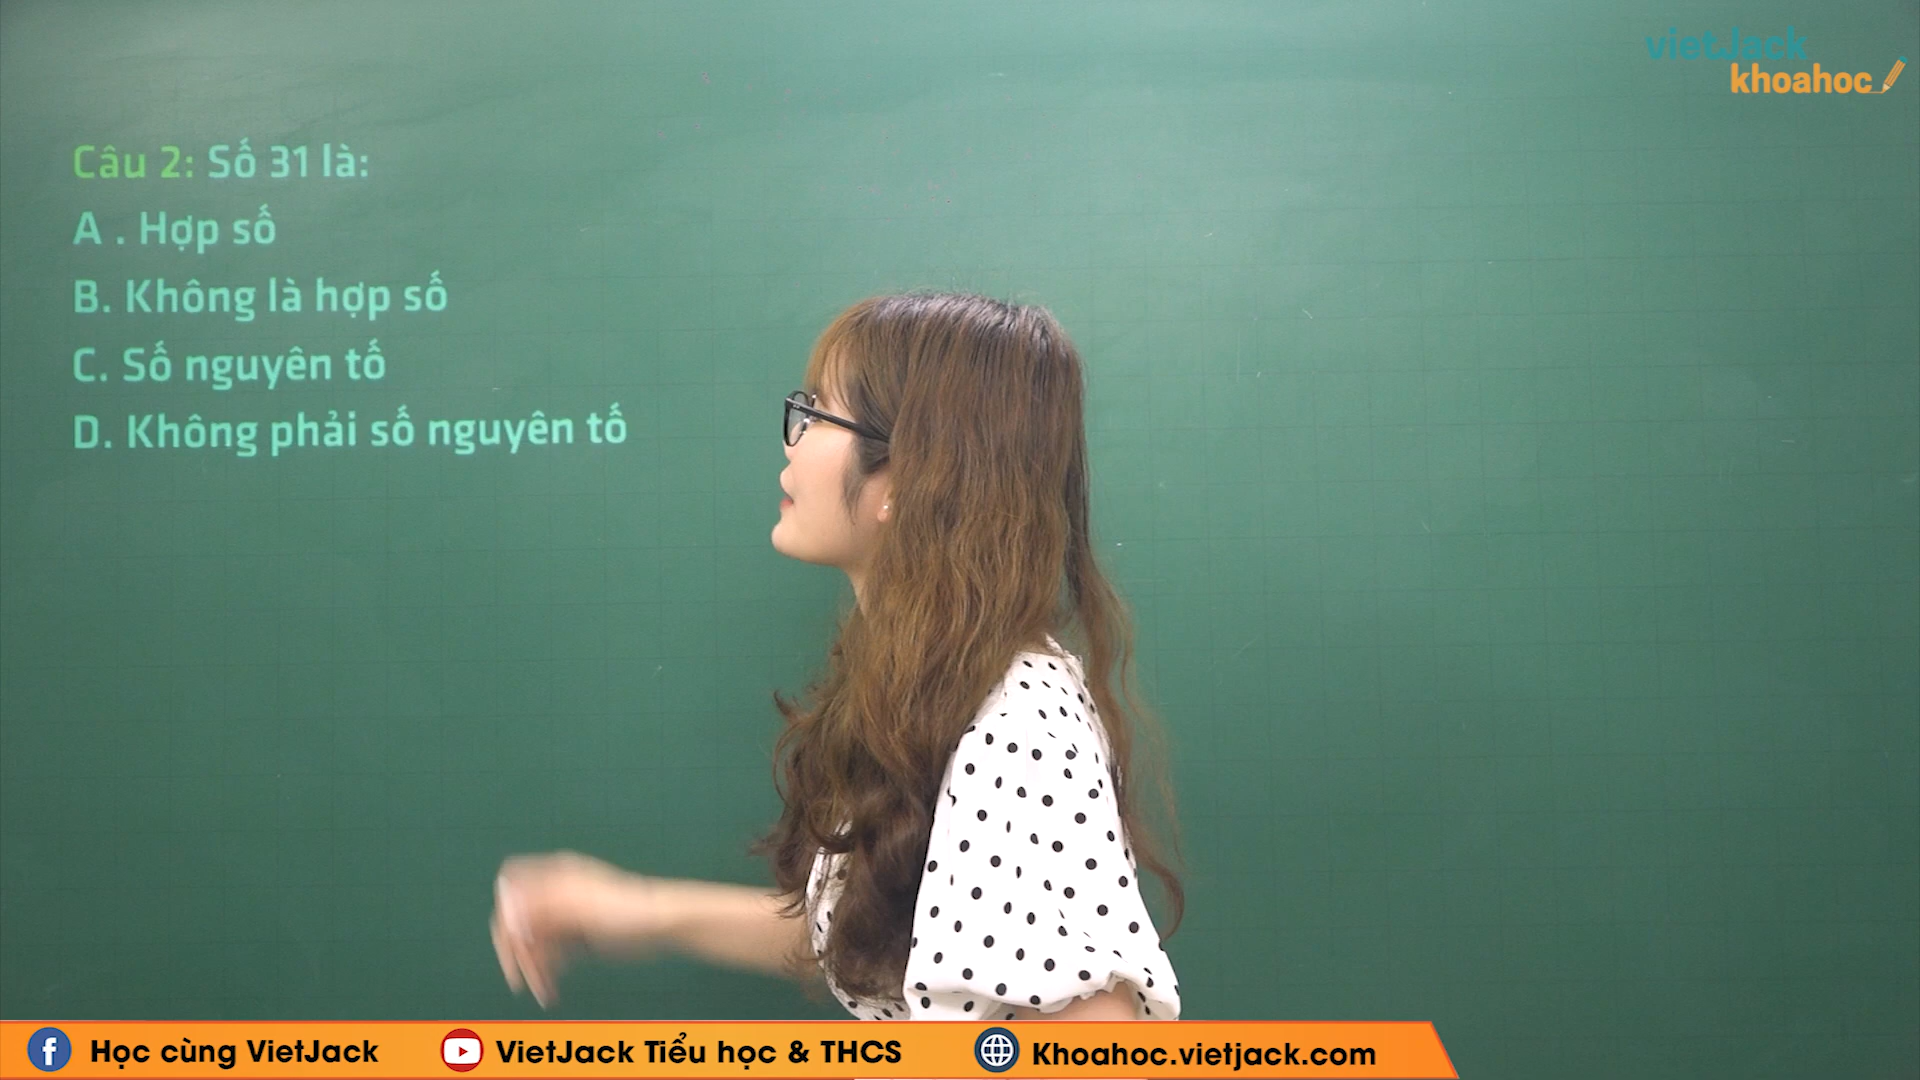 vietJack
khoahoc
Câu 2: Số 31 là:
A . Hợp số
B. Không là hợp số
C. Số nguyên tố
D. Không phải số nguyên tố
Học cùng VietJack
VietJack Tiểu học & THCS
Khoahoc.vietjack.com